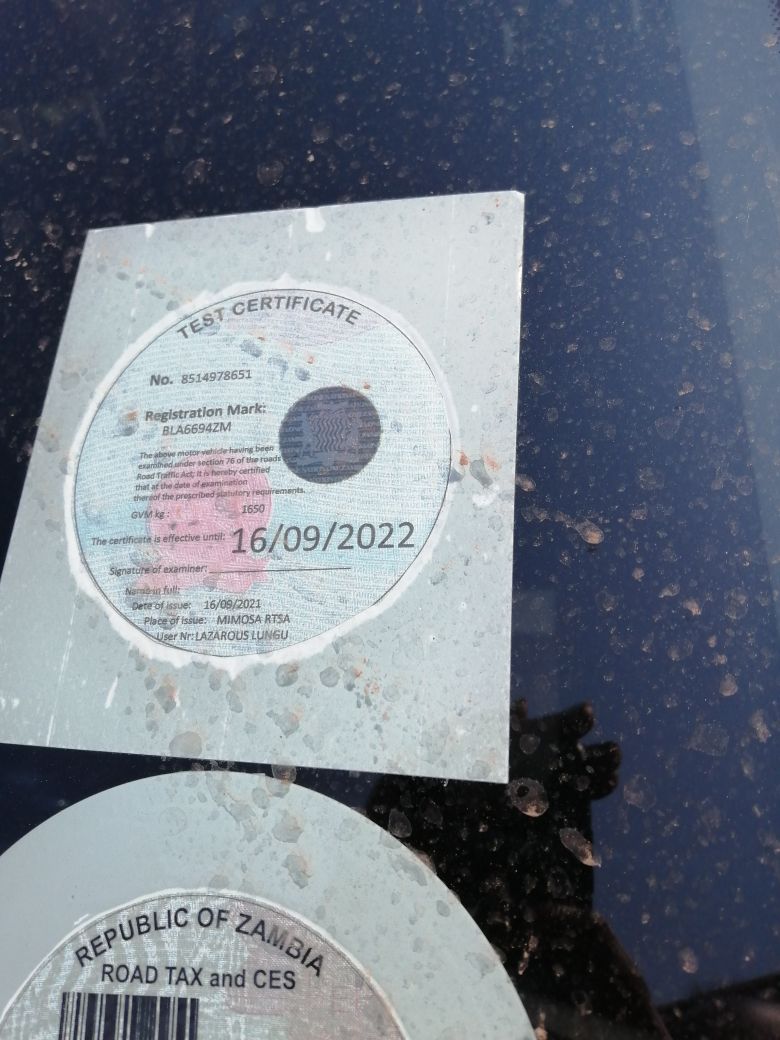 TEST CERTIFICATE
No. 8514978651
Registration Mark:
BLA6694ZM
The above motor vehicle having been
examined under section 76 of the roads
Road Traffic Act; It is hereby certified
that at the date of examination
thereof the prescribed statutory requirements.
GVM kg : 1650
The certificate is effective until: 16/09/2022
Signature of examiner:
Name in full:
Date of issue: 16/09/2021
Place of issue: MIMOSA RTSA
User Nr: LAZAROUS LUNGU
REPUBLIC OF ZAMBIA
ROAD TAX and CES